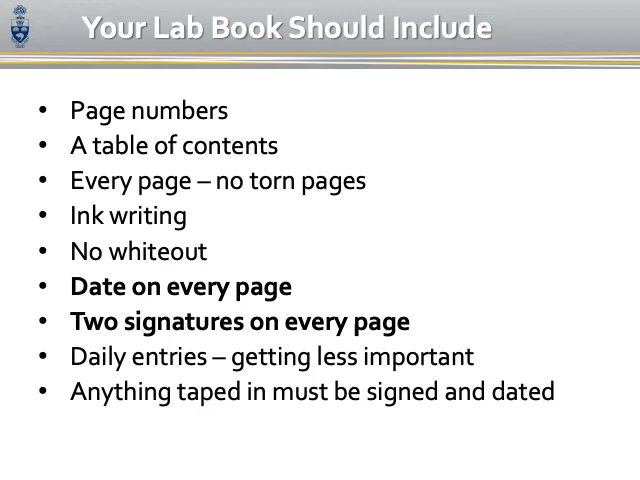 Your Lab Book Should Include
• Page numbers
• A table of contents
• Every page – no torn pages
• Ink writing
• No whiteout
• Date on every page
• Two signatures on every page
• Daily entries – getting less important
• Anything taped in must be signed and dated